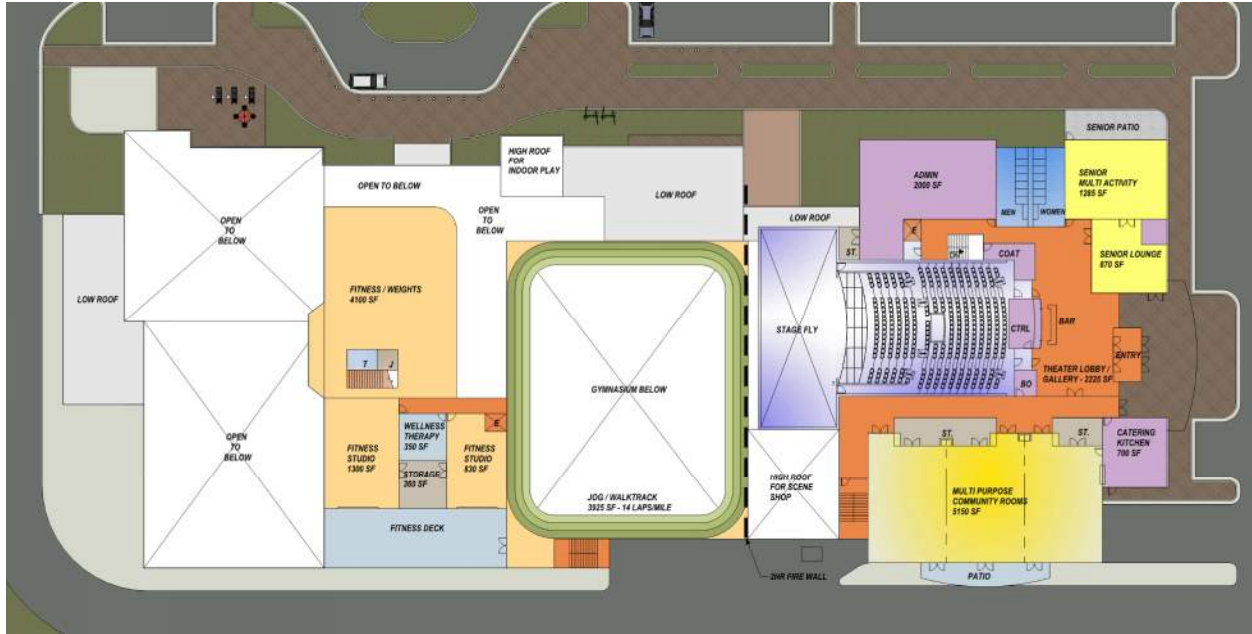 SENIOR PATIO
HIGH ROOF
FOR
INDOOR PLAY
OPEN TO BELOW
LOW ROOF
ADMIN
2000 SF
SENIOR
MULTI ACTIVITY
1285 SF
MEN
WOMEN
OPEN
TO
BELOW
OPEN
TO
BELOW
LOW ROOF
E
ST.
DN
COAT
SENIOR LOUNGE
870 SF
LOW ROOF
FITNESS / WEIGHTS
4100 SF
STAGE FLY
CTRL
BAR
T
J
ENTRY
GYMNASIUM BELOW
THEATER LOBBY /
GALLERY - 2225 SF
BO
E
WELLNESS
THERAPY
350 SF
ST.
ST.
CATERING
KITCHEN
700 SF
OPEN
TO
BELOW
FITNESS
STUDIO
1300 SF
STORAGE
360 SF
FITNESS
STUDIO
830 SF
HIGH ROOF
FOR SCENE
SHOP
MULTI PURPOSE
COMMUNITY ROOMS
5150 SF
JOG / WALKTRACK
3925 SF - 14 LAPS/MILE
FITNESS DECK
2HR FIRE WALL
PATIO